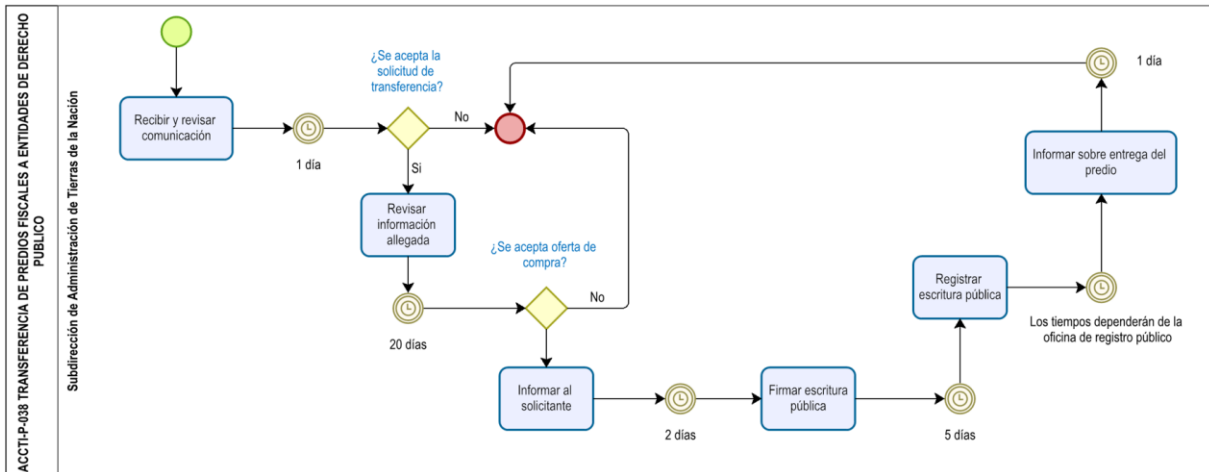 ACCTI-P-038 TRANSFERENCIA DE PREDIOS FISCALES A ENTIDADES DE DERECHO
PUBLICO
Subdirección de Administración de Tierras de la Nación
Recibir y revisar
comunicación
1 día
¿Se acepta la
solicitud de
transferencia?
No
Si
Revisar
información
allegada
20 días
¿Se acepta oferta de
compra?
No
Informar al
solicitante
2 días
Firmar escritura
pública
5 días
Registrar
escritura pública
Los tiempos dependerán de la
oficina de registro público
Informar sobre entrega del
predio
1 día